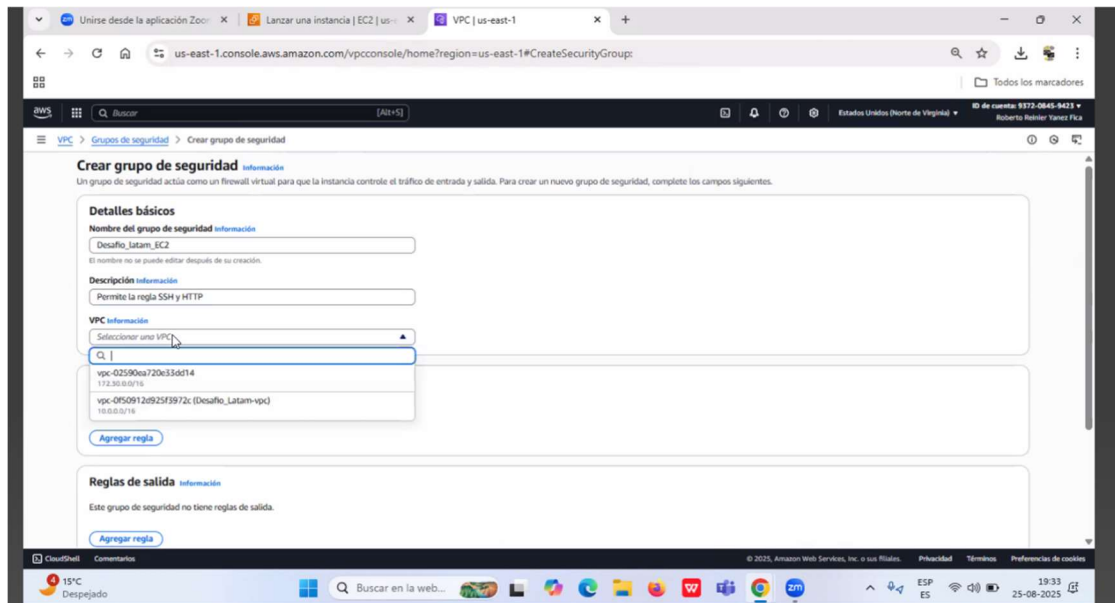 Unirse desde la aplicación Zoom
Lanzar una instancia | EC2 | us-e
VPC | us-east-1
us-east-1.console.aws.amazon.com/vpcconsole/home?region=us-east-1#CreateSecurityGroup:
Todos los marcadores
aws
Buscar
[Alt+S]
Estados Unidos (Norte de Virginia)
ID de cuenta: 9372-0845-9423
Roberto Reinier Yanez Fica
VPC > Grupos de seguridad > Crear grupo de seguridad
Crear grupo de seguridad Información
Un grupo de seguridad actúa como un firewall virtual para que la instancia controle el tráfico de entrada y salida. Para crear un nuevo grupo de seguridad, complete los campos siguientes.
Detalles básicos
Nombre del grupo de seguridad Información
Desafio_latam_EC2
El nombre no se puede editar después de su creación.
Descripción Información
Permite la regla SSH y HTTP
VPC Información
Seleccionar una VPC
vpc-02590ea720e33dd14
172.30.0.0/16
vpc-0f50912d925f3972c (Desafio_Latam-vpc)
10.0.0.0/16
Agregar regla
Reglas de salida Información
Este grupo de seguridad no tiene reglas de salida.
Agregar regla
CloudShell Comentarios
© 2025, Amazon Web Services, Inc. o sus filiales. Privacidad Términos Preferencias de cookies
4
15°C
Despejado
Buscar en la web...
ESP
ES
19:33
25-08-2025